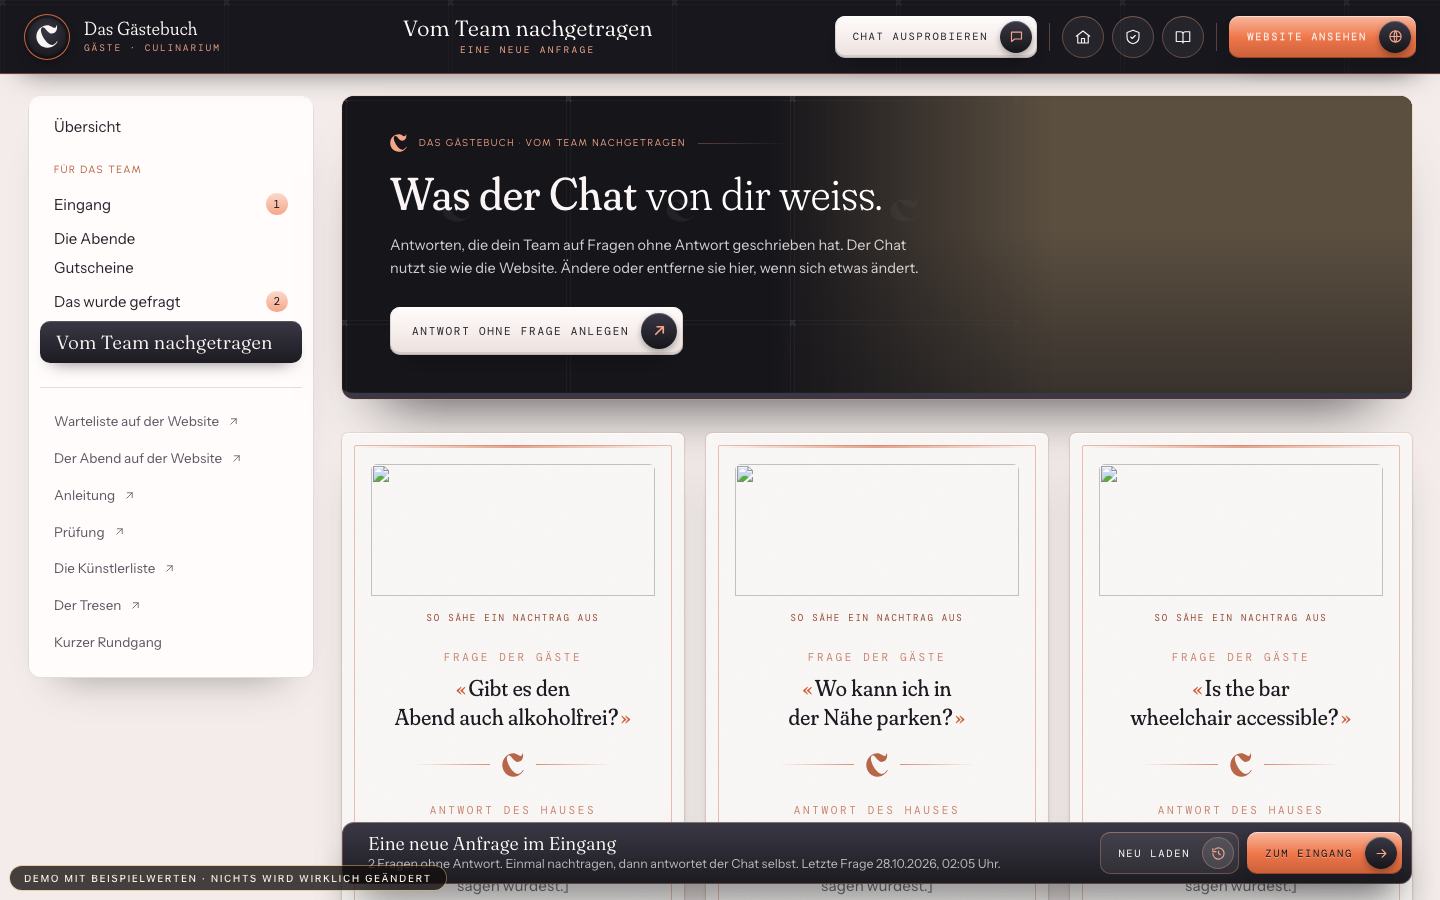 Das Gästebuch
GÄSTE · CULINARIUM
Vom Team nachgetragen
EINE NEUE ANFRAGE
CHAT AUSPROBIEREN
WEBSITE ANSEHEN
Übersicht
FÜR DAS TEAM
Eingang 1
Die Abende
Gutscheine
Das wurde gefragt 2
Vom Team nachgetragen
Warteliste auf der Website
Der Abend auf der Website
Anleitung
Prüfung
Die Künstlerliste
Der Tresen
Kurzer Rundgang
DAS GÄSTEBUCH · VOM TEAM NACHGETRAGEN
Was der Chat von dir weiss.
Antworten, die dein Team auf Fragen ohne Antwort geschrieben hat. Der Chat
nutzt sie wie die Website. Ändere oder entferne sie hier, wenn sich etwas ändert.
ANTWORT OHNE FRAGE ANLEGEN
SO SÄHE EIN NACHTRAG AUS
FRAGE DER GÄSTE
«Gibt es den
Abend auch alkoholfrei?»
ANTWORT DES HAUSES
SO SÄHE EIN NACHTRAG AUS
FRAGE DER GÄSTE
«Wo kann ich in
der Nähe parken?»
ANTWORT DES HAUSES
SO SÄHE EIN NACHTRAG AUS
FRAGE DER GÄSTE
«Is the bar
wheelchair accessible?»
ANTWORT DES HAUSES
Eine neue Anfrage im Eingang
2 Fragen ohne Antwort. Einmal nachtragen, dann antwortet der Chat selbst. Letzte Frage 28.10.2026, 02:05 Uhr.
NEU LADEN
ZUM EINGANG
DEMO MIT BEISPIELWERTEN · NICHTS WIRD WIRKLICH GEÄNDERT
sagen würdest.]
sagen würdest.]
sagen würdest.]